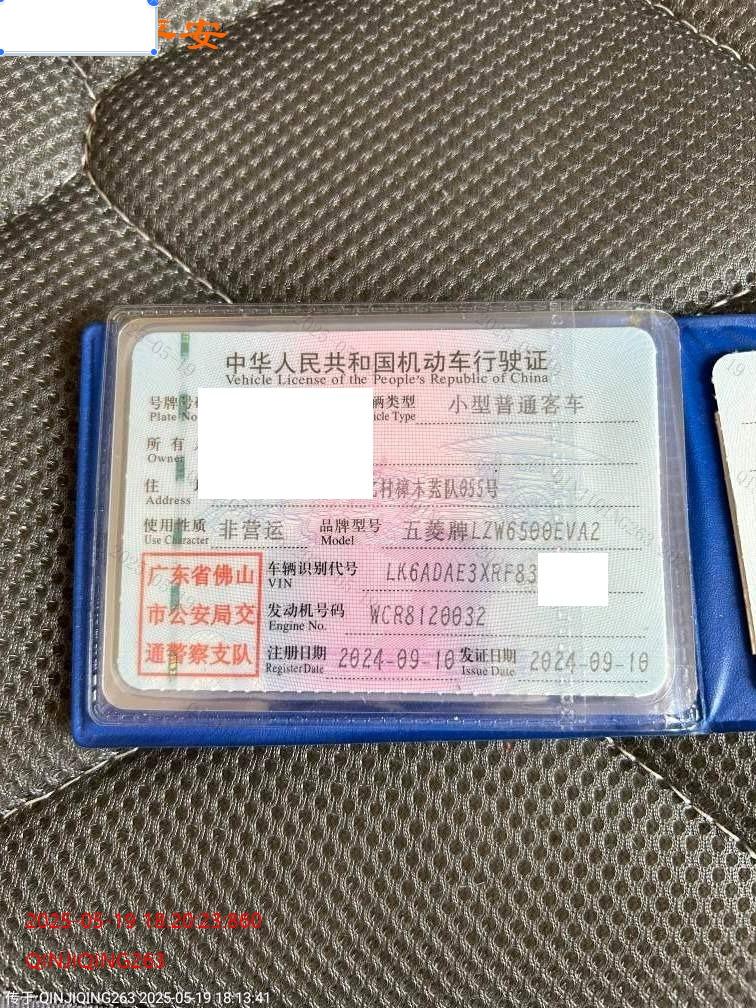 平安
中华人民共和国机动车行驶证
Vehicle License of the People's Republic of China
号牌号 辆类型 小型普通客车
Plate No icle Type
所有
Owner
住
Address 村樟木蓢队055号
使用性质 非营运 品牌型号 五菱牌LZW6500EVA2
Use Character Model
广东省佛山
市公安局交
通警察支队
车辆识别代号 LK6ADAE3XRF83
VIN
发动机号码 WCR8120032
Engine No.
注册日期 2024-09-10 发证日期 2024-09-10
Register Date Issue Date
2025-05-19 18:20:23:860
QINJIQING263
传于:QINJIQING263 2025-05-19 18:13:41